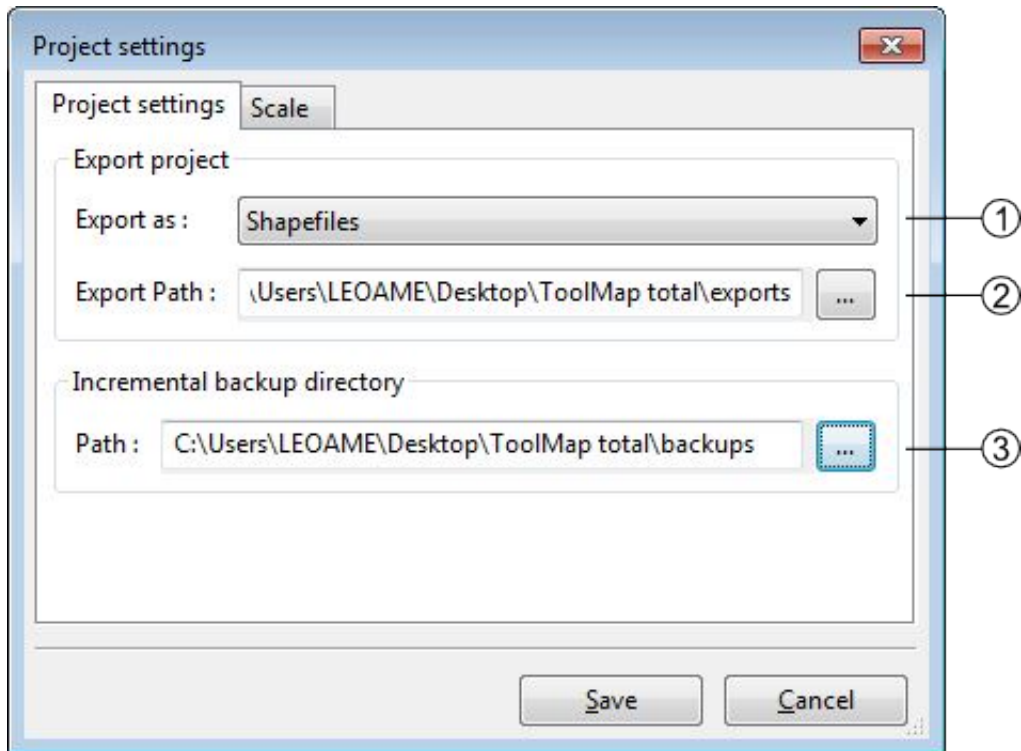 Project settings
Project settings Scale
Export project
Export as : Shapefiles ①
Export Path : \Users\LEOAME\Desktop\ToolMap total\exports ... ②
Incremental backup directory
Path : C:\Users\LEOAME\Desktop\ToolMap total\backups ... ③
Save Cancel